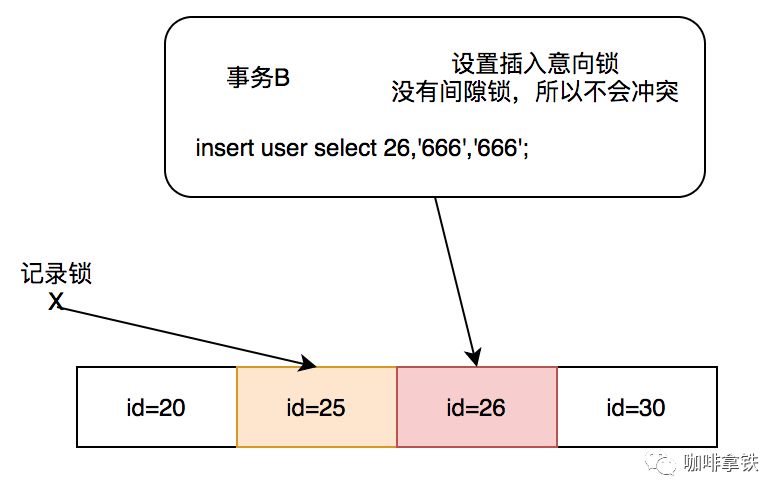 事务B
设置插入意向锁
没有间隙锁，所以不会冲突
insert user select 26,'666','666';
记录锁
X
id=20
id=25
id=26
id=30
咖啡拿铁